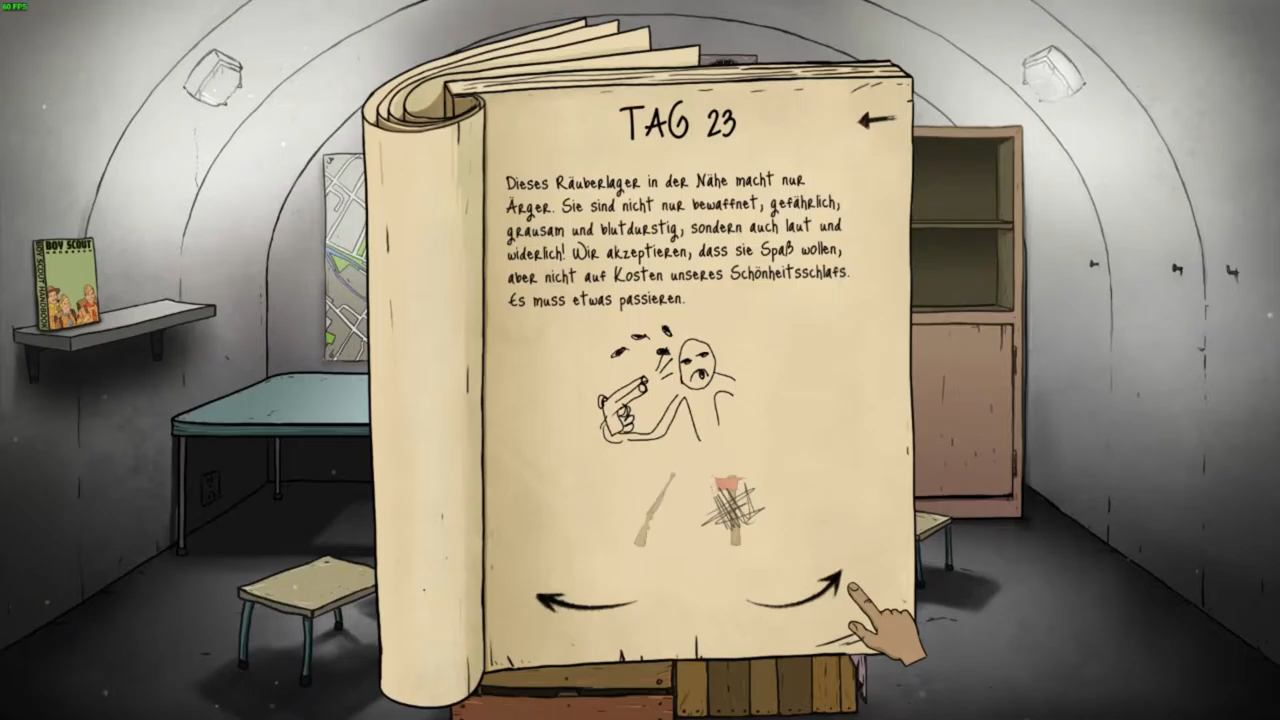 60 FPS
BOY SCOUT
BOY SCOUT HANDBOOK
TAG 23
Dieses Räuberlager in der Nähe macht nur
Ärger. Sie sind nicht nur bewaffnet, gefährlich,
grausam und blutdurstig, sondern auch laut und
widerlich! Wir akzeptieren, dass sie Spaß wollen,
aber nicht auf Kosten unseres Schönheitsschlafs.
Es muss etwas passieren.